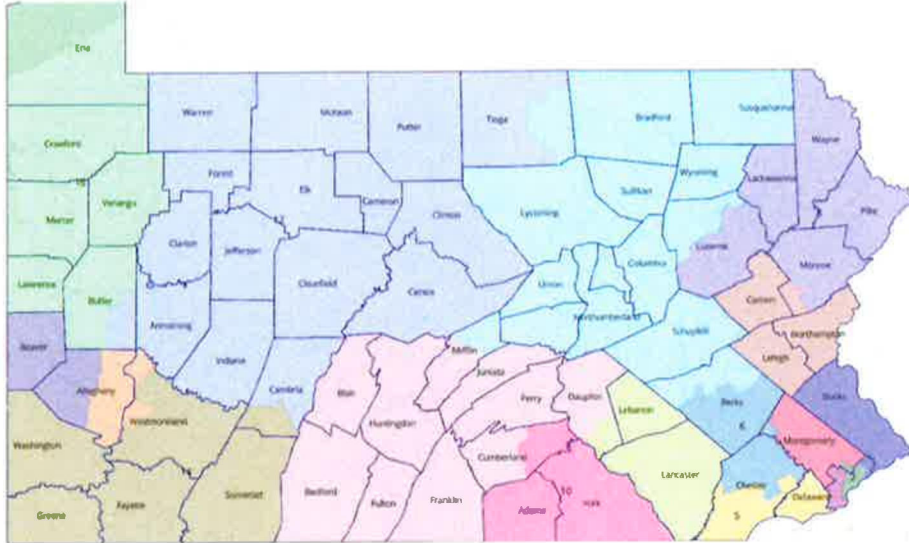 Erie
Warren
McKean
Potter
Tioga
Bradford
Susquehanna
Wayne
Crawford
Forest
Elk
Cameron
Clinton
Lycoming
Sullivan
Wyoming
Lackawanna
Pike
Mercer
Venango
Clarion
Jefferson
Clearfield
Centre
Union
Columbia
Luzerne
Monroe
Lawrence
Butler
Armstrong
Indiana
Northumberland
Schuylkill
Carbon
Northampton
Lehigh
Beaver
Allegheny
Westmoreland
Cambria
Blair
Mifflin
Juniata
Huntingdon
Perry
Dauphin
Lebanon
Berks
6
Bucks
Montgomery
Washington
Fayette
Greene
Somerset
Bedford
Fulton
Franklin
Cumberland
Adams
10
York
Lancaster
Chester
5
Delaware